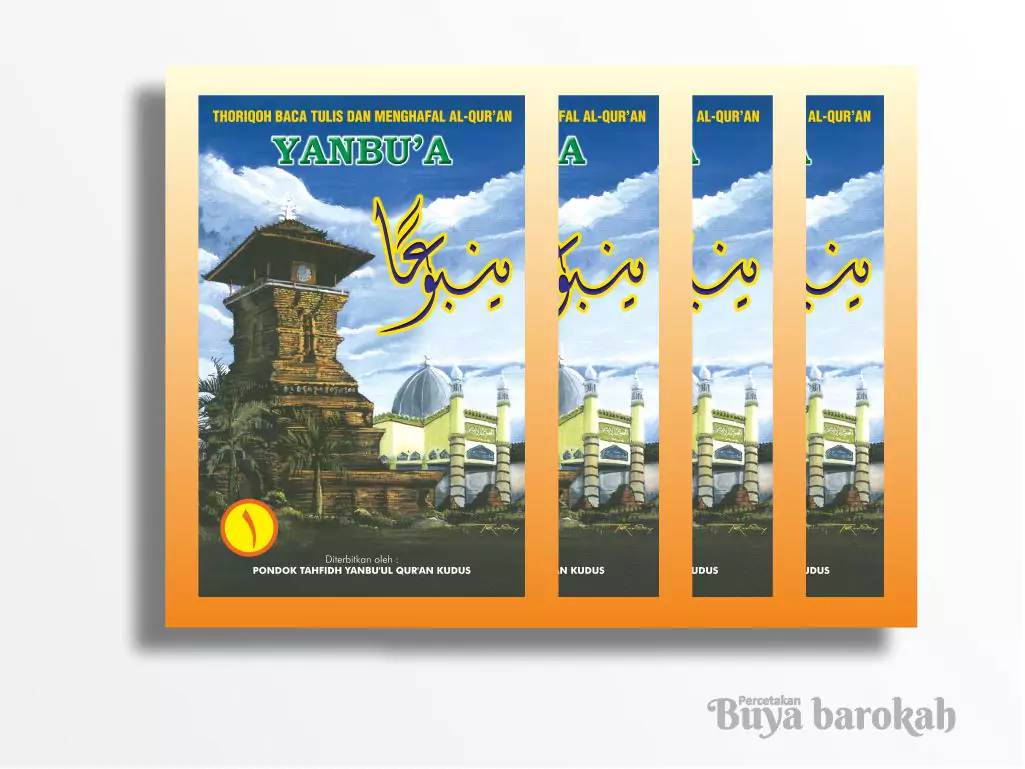 THORIQOH BACA TULIS DAN MENGHAFAL AL-QUR'AN
YANBU'A
ينبوعا
١
Diterbitkan oleh :
PONDOK TAHFIDH YANBU'UL QUR'AN KUDUS
FAL AL-QUR'AN
A
N KUDUS
AL-QUR'AN
UDUS
AL-QUR'AN
UDUS
Percetakan
Buya barokah